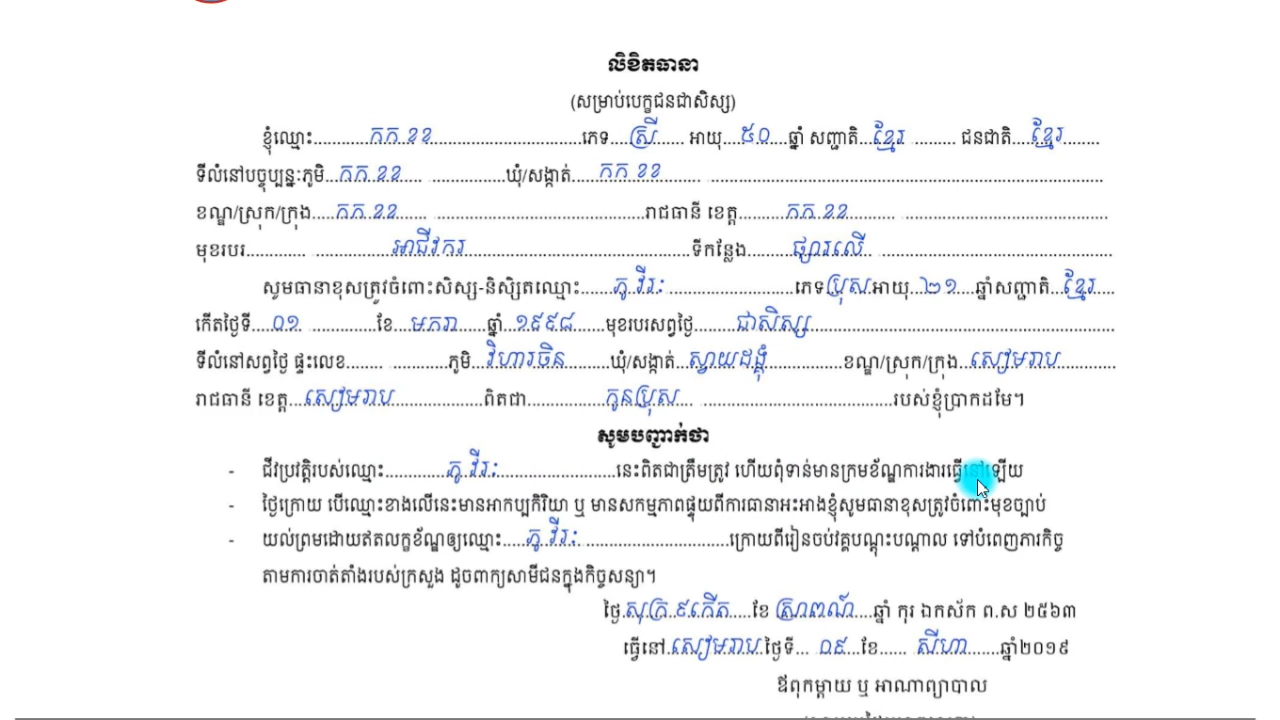 លិខិតធានា
(សម្រាប់បេក្ខជនជាសិស្ស)
ខ្ញុំឈ្មោះ..............កក ខខ..............................ភេទ....ស្រី...... អាយុ.....៥០....ឆ្នាំ សញ្ជាតិ...ខ្មែរ ......... ជនជាតិ.....ខ្មែរ........
ទីលំនៅបច្ចុប្បន្ន:ភូមិ...កក ខខ.... ..................ឃុំ/សង្កាត់.......កក ខខ........ ................................................................................
ខណ្ឌ/ស្រុក/ក្រុង.....កក ខខ...... ..........................................រាជធានី ខេត្ត.........កក ខខ......... .........................................
មុខរបរ............. ...............អាជីវករ..............................................ទីកន្លែង..........ផ្សារលើ.. .................................................
សូមធានាខុសត្រូវចំពោះសិស្ស-និស្សិតឈ្មោះ.......ភូ វីរ: .........................ភេទប្រុសអាយុ...២១....ឆ្នាំសញ្ជាតិ....ខ្មែរ....
កើតថ្ងៃទី.....០១ .............ខែ....មករា......ឆ្នាំ ..១៩៩៨......មុខរបរសព្វថ្ងៃ.........ជាសិស្ស.............................................................
ទីលំនៅសព្វថ្ងៃ ផ្ទះលេខ........ .............ភូមិ...វិហារចិន.........ឃុំ/សង្កាត់..ស្វាយដង្គុំ...............ខណ្ឌ/ស្រុក/ក្រុង...សៀមរាប...........
រាជធានី ខេត្ត...សៀមរាប..................ពិតជា................កូនប្រុស... ......................................របស់ខ្ញុំប្រាកដមែ។
សូមបញ្ជាក់ថា
- ជីវប្រវត្តិរបស់ឈ្មោះ.............ភូ វីរ:........................នេះពិតជាត្រឹមត្រូវ ហើយពុំទាន់មានក្រមខ័ណ្ឌការងារធ្វើនៅឡើយ
- ថ្ងៃក្រោយ បើឈ្មោះខាងលើនេះមានអាកប្បកិរិយា ឬ មានសកម្មភាពផ្ទុយពីការធានាអះអាងខ្ញុំសូមធានាខុសត្រូវចំពោះមុខច្បាប់
- យល់ព្រមដោយឥតលក្ខខ័ណ្ឌឲ្យឈ្មោះ.....ភូ វីរ: ..............................ក្រោយពីរៀនចប់វគ្គបណ្តុះបណ្តាល ទៅបំពេញភារកិច្ច
តាមការចាត់តាំងរបស់ក្រសួង ដូចពាក្យសាមីជនក្នុងកិច្ចសន្យា។
ថ្ងៃ.សុក្រ ៩កើត.....ខែ ស្រាពណ៍.....ឆ្នាំ កុរ ឯកស័ក ព.ស ២៥៦៣
ធ្វើនៅ.សៀមរាប.ថ្ងៃទី... ០៩...ខែ...... សីហា.......ឆ្នាំ២០១៩
ឪពុកម្តាយ ឬ អាណាព្យាបាល